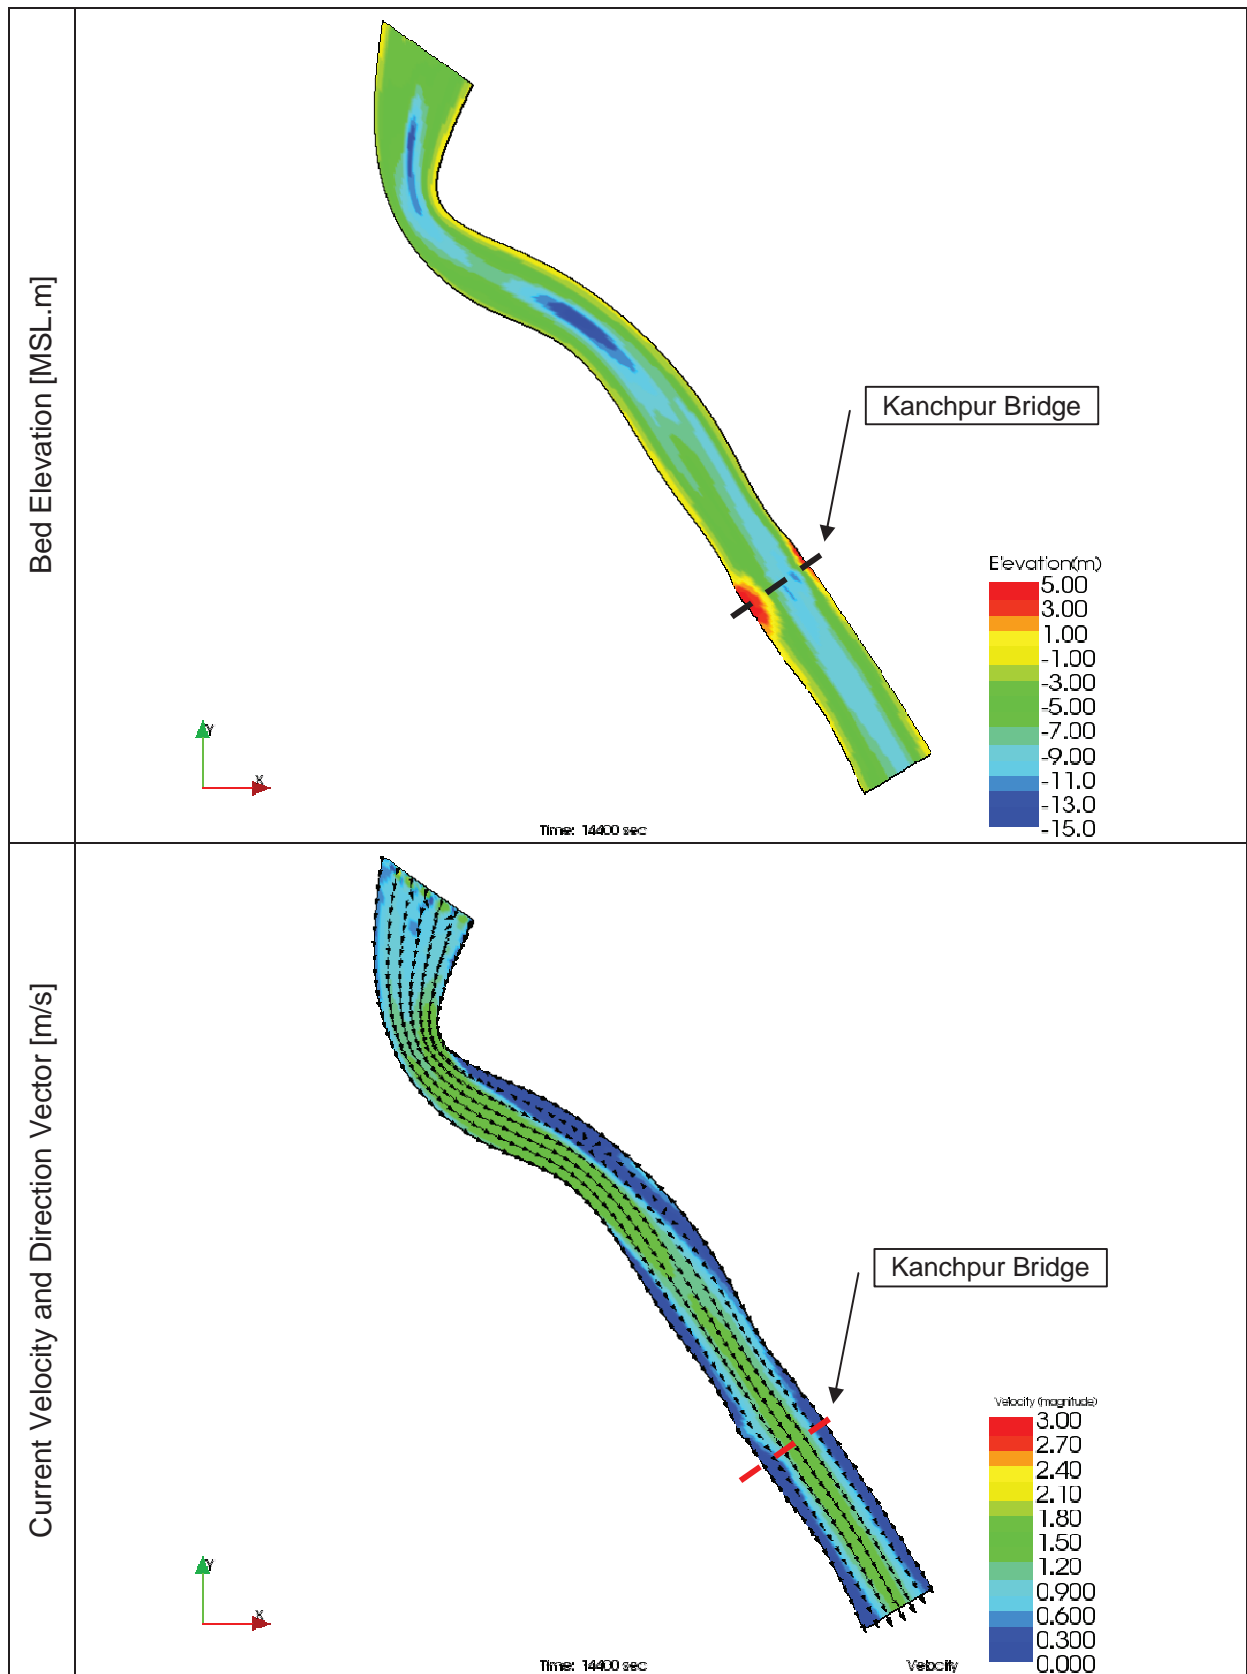 Bed Elevation [MSL.m]
Kanchpur Bridge
Elevation(m)
5.00
3.00
1.00
-1.00
-3.00
-5.00
-7.00
-9.00
-11.0
-13.0
-15.0
Y
X
Time: 14400 sec
Current Velocity and Direction Vector [m/s]
Kanchpur Bridge
Velocity (magnitude)
3.00
2.70
2.40
2.10
1.80
1.50
1.20
0.900
0.600
0.300
0.000
Y
X
Time: 14400 sec
Velocity